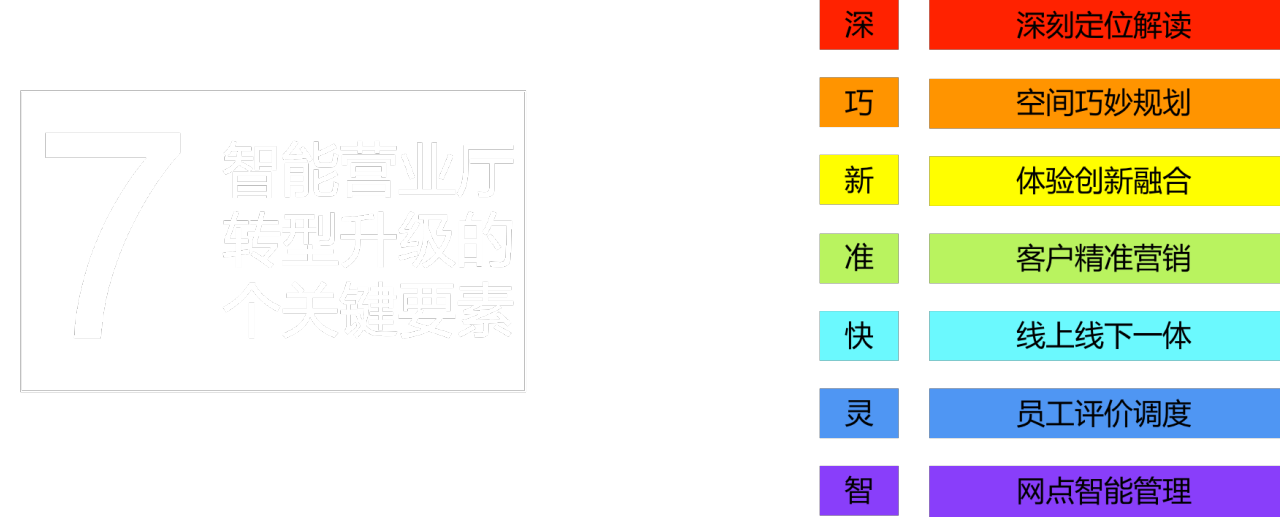 7
智能营业厅
转型升级的
个关键要素
深 深刻定位解读
巧 空间巧妙规划
新 体验创新融合
准 客户精准营销
快 线上线下一体
灵 员工评价调度
智 网点智能管理